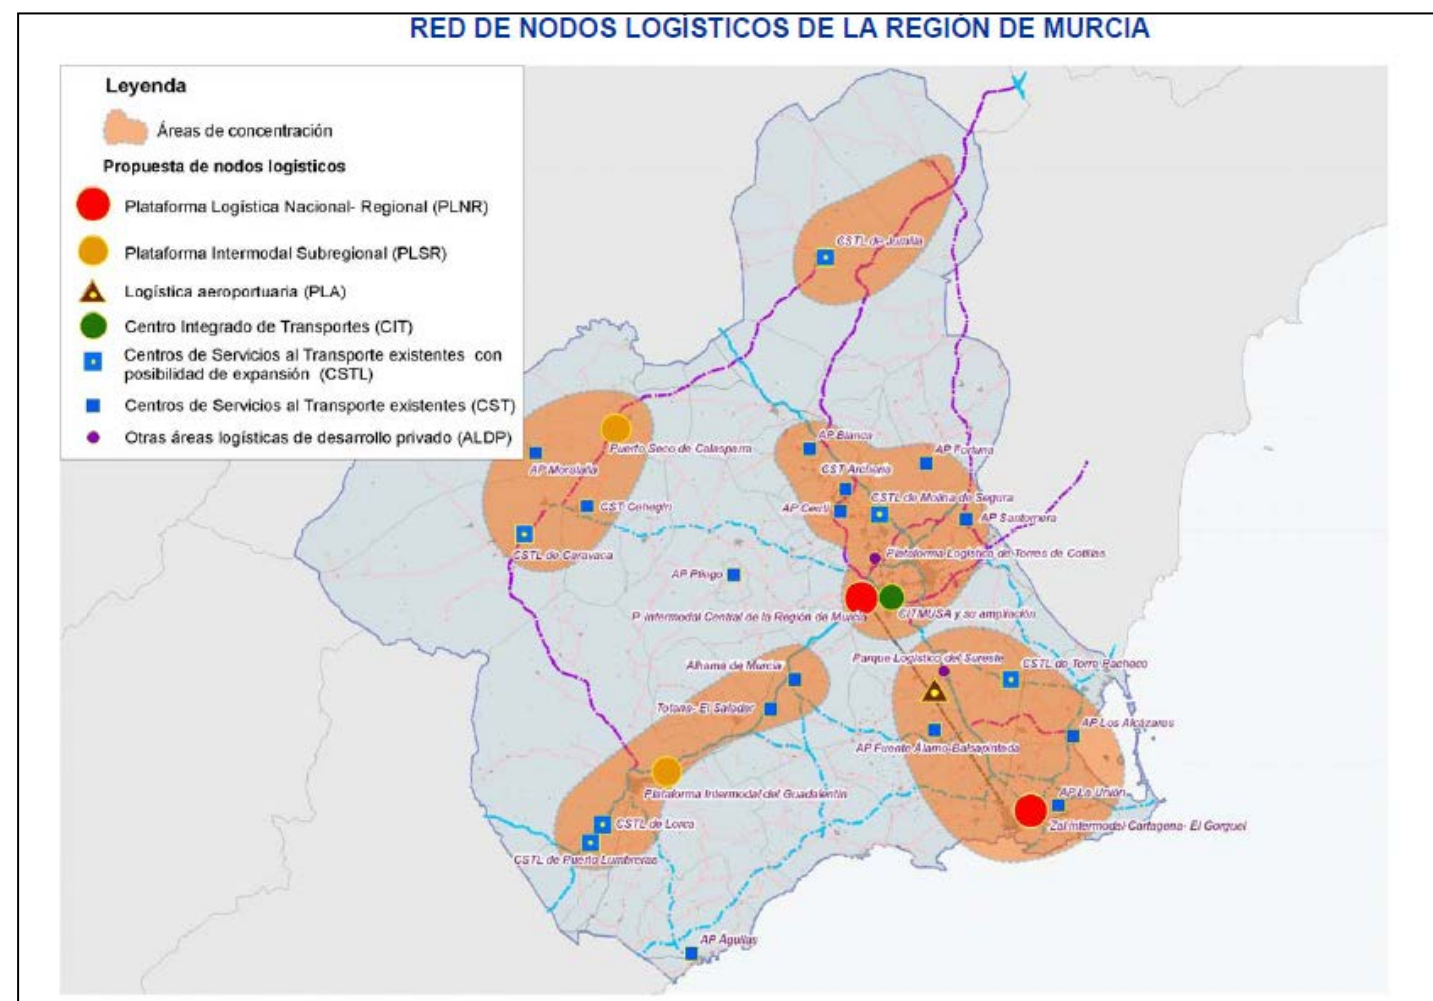 RED DE NODOS LOGÍSTICOS DE LA REGIÓN DE MURCIA
Leyenda
Áreas de concentración
Propuesta de nodos logísticos
Plataforma Logística Nacional- Regional (PLNR)
Plataforma Intermodal Subregional (PLSR)
Logística aeroportuaria (PLA)
Centro Integrado de Transportes (CIT)
Centros de Servicios al Transporte existentes con
posibilidad de expansión (CSTL)
Centros de Servicios al Transporte existentes (CST)
Otras áreas logísticas de desarrollo privado (ALDP)
CSTL de Jumilla
Puerto Seco de Calasparra
AP Moratalla
CST Cehegín
CSTL de Caravaca
AP Blanca
AP Fortuna
CST Archena
CSTL de Molina de Segura
AP Ceutí
AP Santomera
Plataforma Logística de Torres de Cotillas
AP Pliego
P. Intermodal Central de la Región de Murcia
CITMUSA y su ampliación
Alhama de Murcia
Parque Logístico del Sureste
CSTL de Torre Pacheco
Totana- El Saladar
AP Los Alcázares
AP Fuente Álamo-Balsapintada
Plataforma Intermodal del Guadalentín
AP La Unión
CSTL de Lorca
Zal intermodal Cartagena- El Gorguel
CSTL de Puerto Lumbreras
AP Águilas